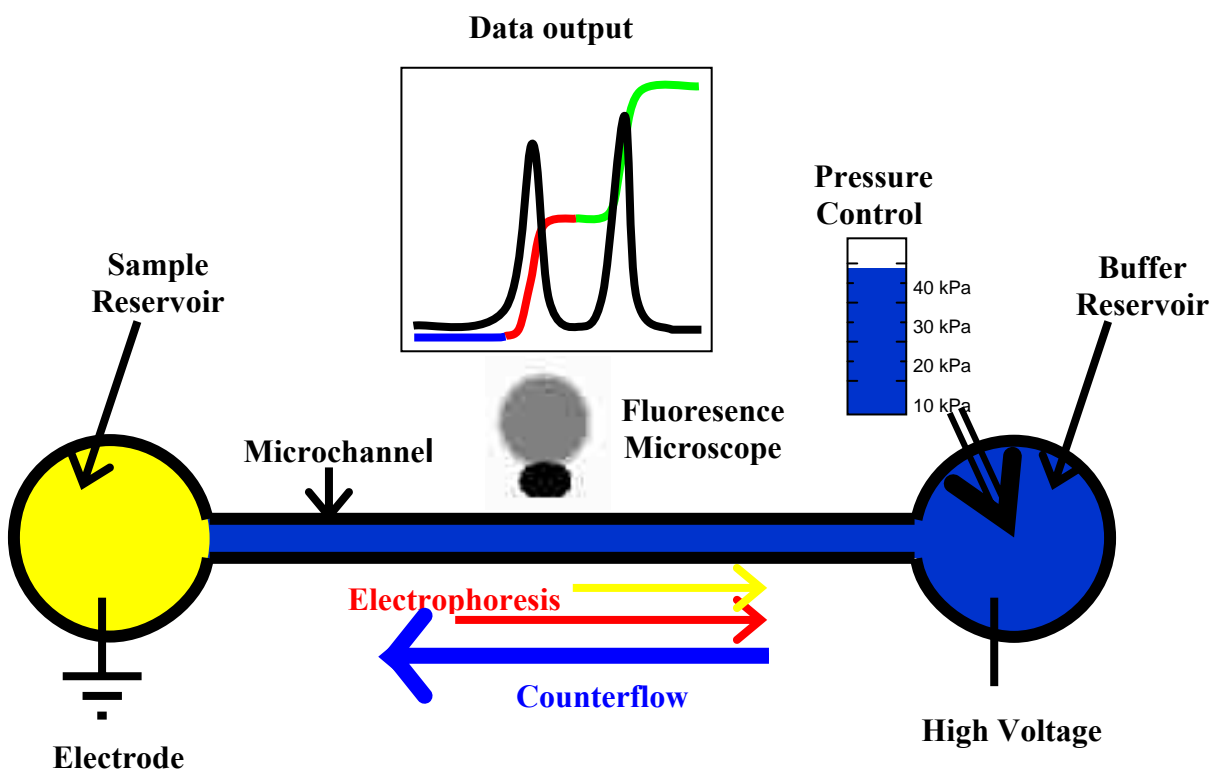 Data output
Pressure
Control
40 kPa
30 kPa
20 kPa
10 kPa
Buffer
Reservoir
Sample
Reservoir
Microchannel
Fluoresence
Microscope
Electrophoresis
Counterflow
Electrode
High Voltage